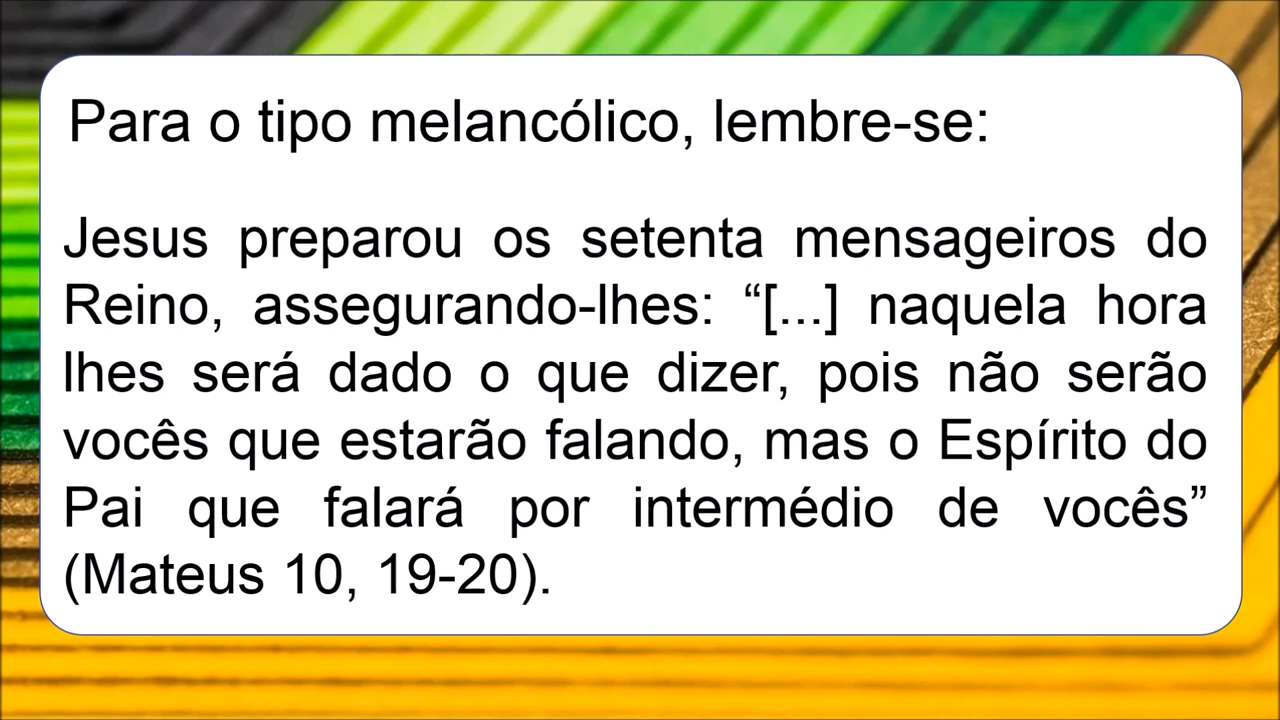 Para o tipo melancólico, lembre-se:
Jesus preparou os setenta mensageiros do
Reino, assegurando-lhes: “[...] naquela hora
lhes será dado o que dizer, pois não serão
vocês que estarão falando, mas o Espírito do
Pai que falará por intermédio de vocês”
(Mateus 10, 19-20).